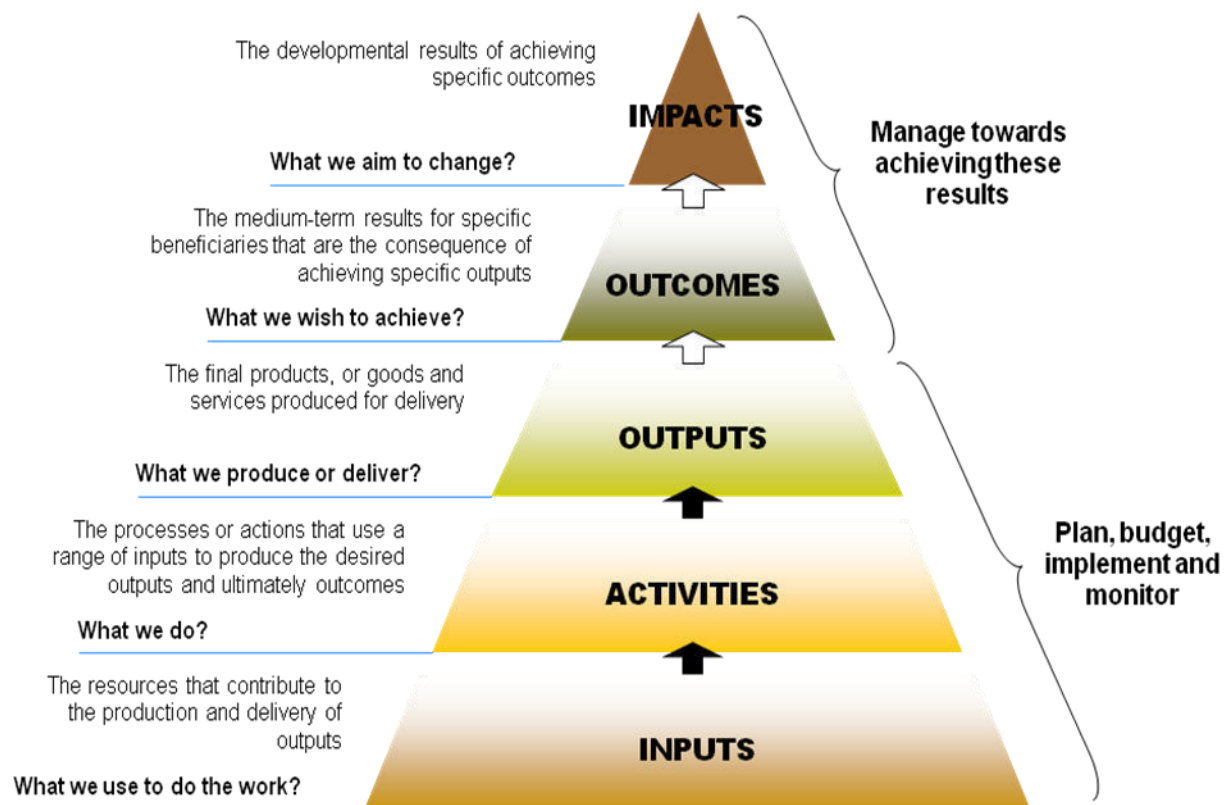 The developmental results of achieving
specific outcomes
IMPACTS
What we aim to change?
Manage towards
achieving these
results
The medium-term results for specific
beneficiaries that are the consequence of
achieving specific outputs
OUTCOMES
What we wish to achieve?
The final products, or goods and
services produced for delivery
OUTPUTS
What we produce or deliver?
The processes or actions that use a
range of inputs to produce the desired
outputs and ultimately outcomes
ACTIVITIES
Plan, budget,
implement and
monitor
What we do?
The resources that contribute to
the production and delivery of
outputs
INPUTS
What we use to do the work?